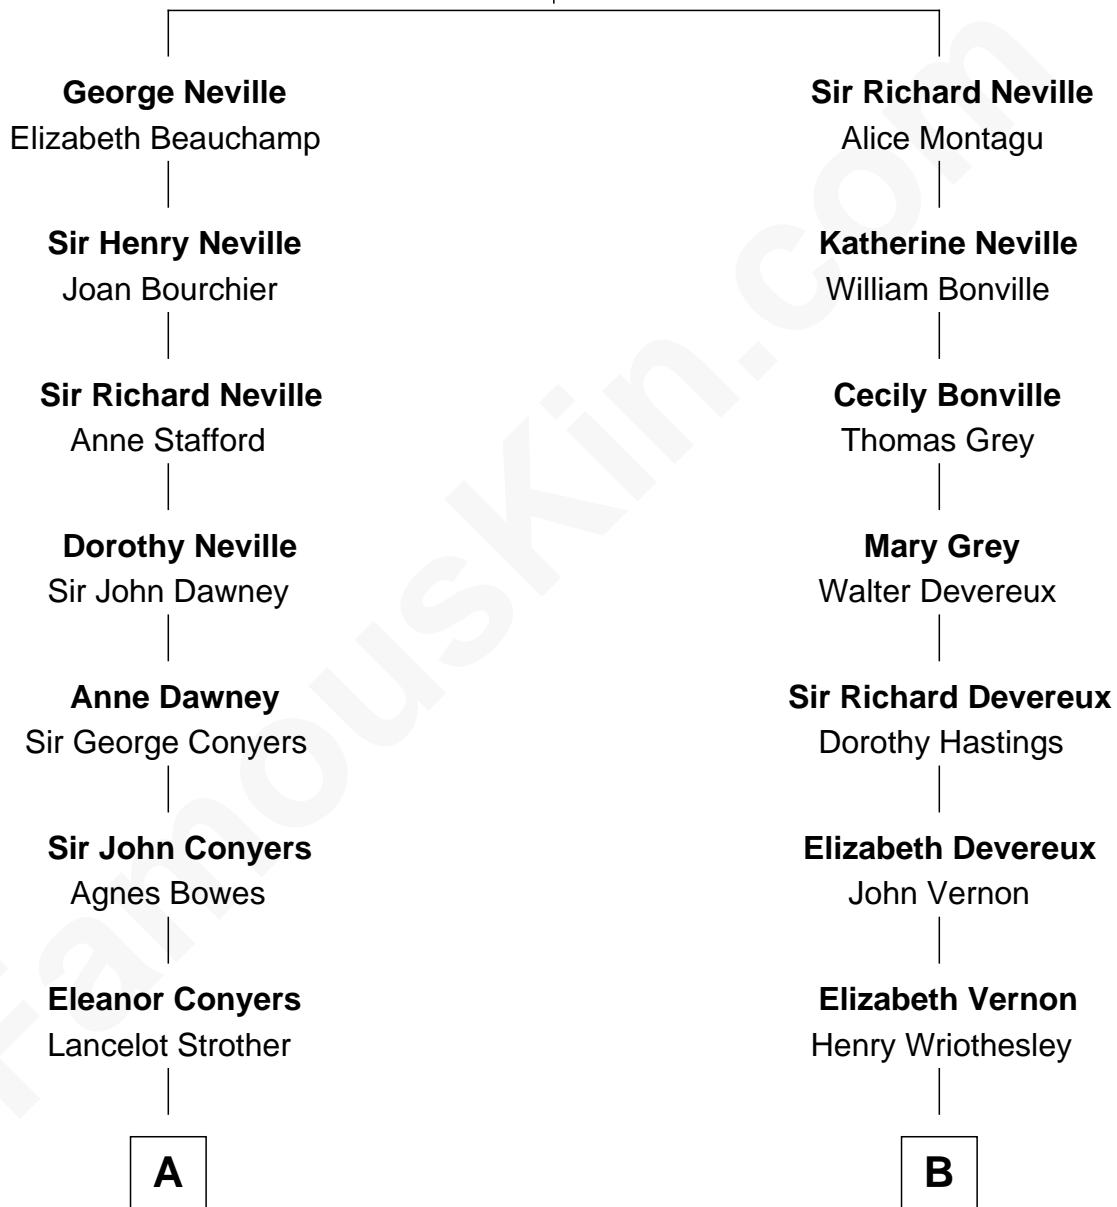 George Neville
Elizabeth Beauchamp
Sir Henry Neville
Joan Bourchier
Sir Richard Neville
Anne Stafford
Dorothy Neville
Sir John Dawney
Anne Dawney
Sir George Conyers
Sir John Conyers
Agnes Bowes
Eleanor Conyers
Lancelot Strother
A
Sir Richard Neville
Alice Montagu
Katherine Neville
William Bonville
Cecily Bonville
Thomas Grey
Mary Grey
Walter Devereux
Sir Richard Devereux
Dorothy Hastings
Elizabeth Devereux
John Vernon
Elizabeth Vernon
Henry Wriothesley
B
FamousKin.com